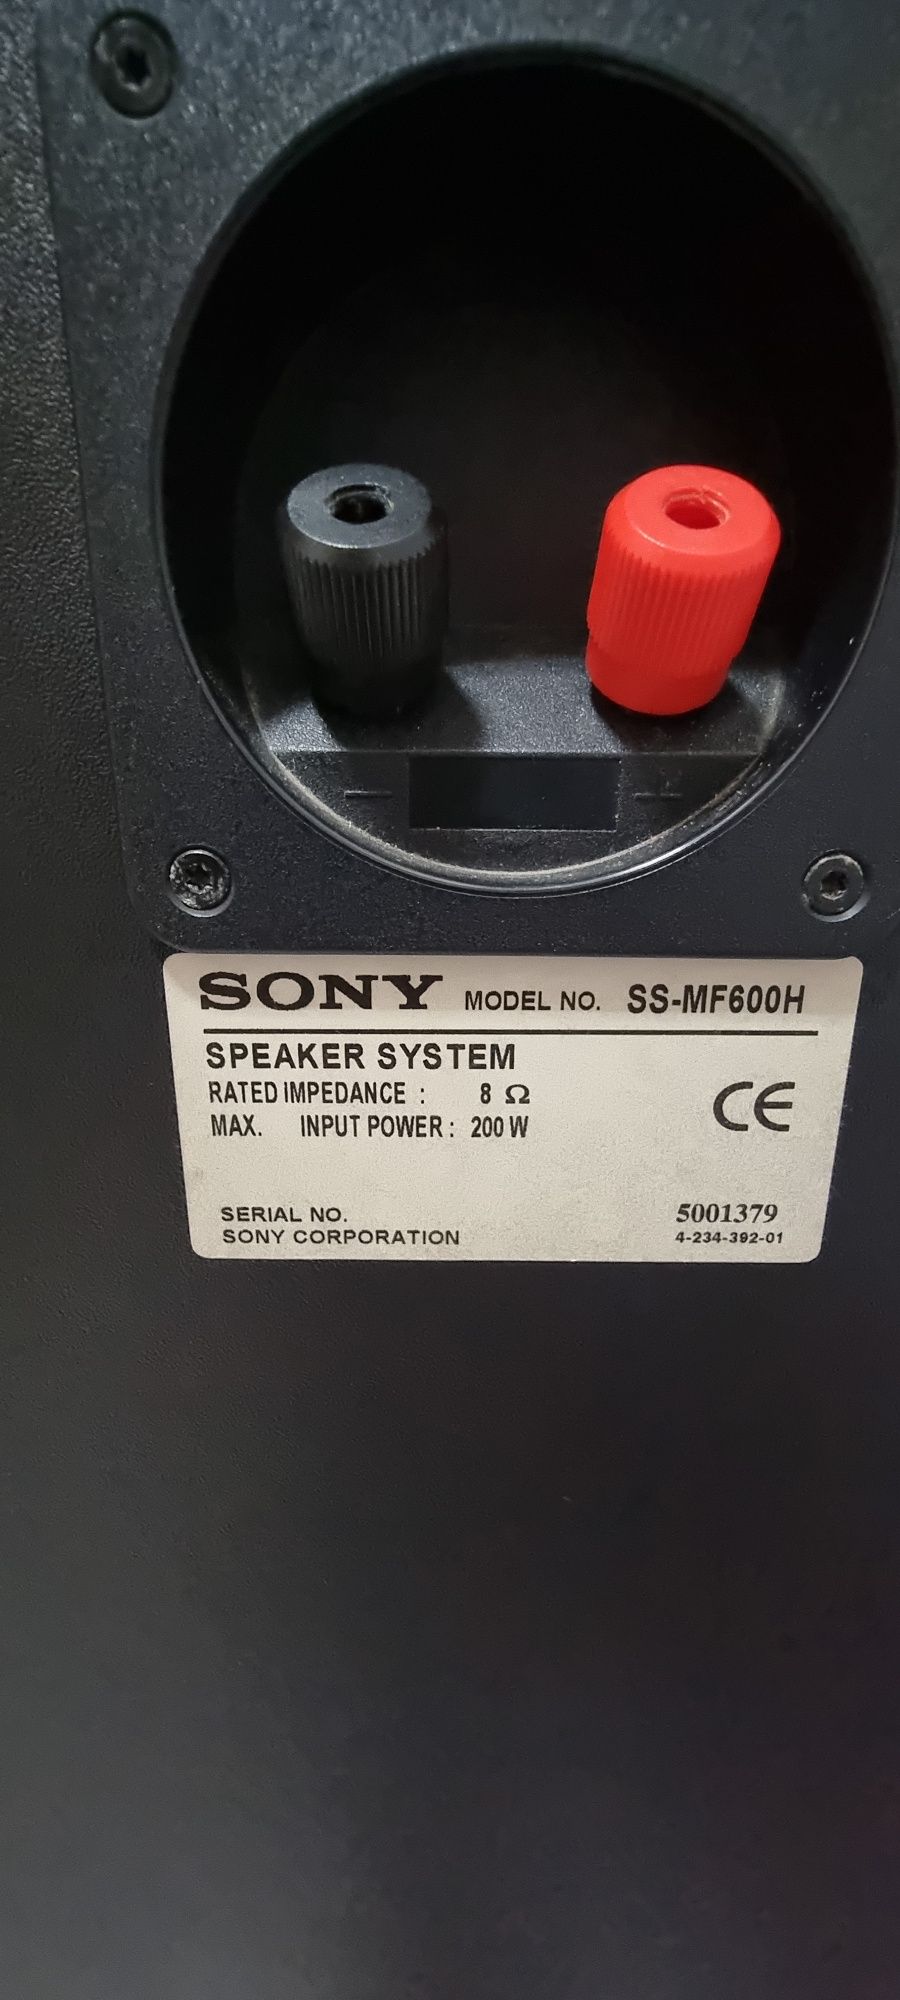 − +
SONY MODEL NO. SS-MF600H
SPEAKER SYSTEM
RATED IMPEDANCE : 8 Ω
MAX. INPUT POWER : 200 W
CE
SERIAL NO. 5001379
SONY CORPORATION 4-234-392-01